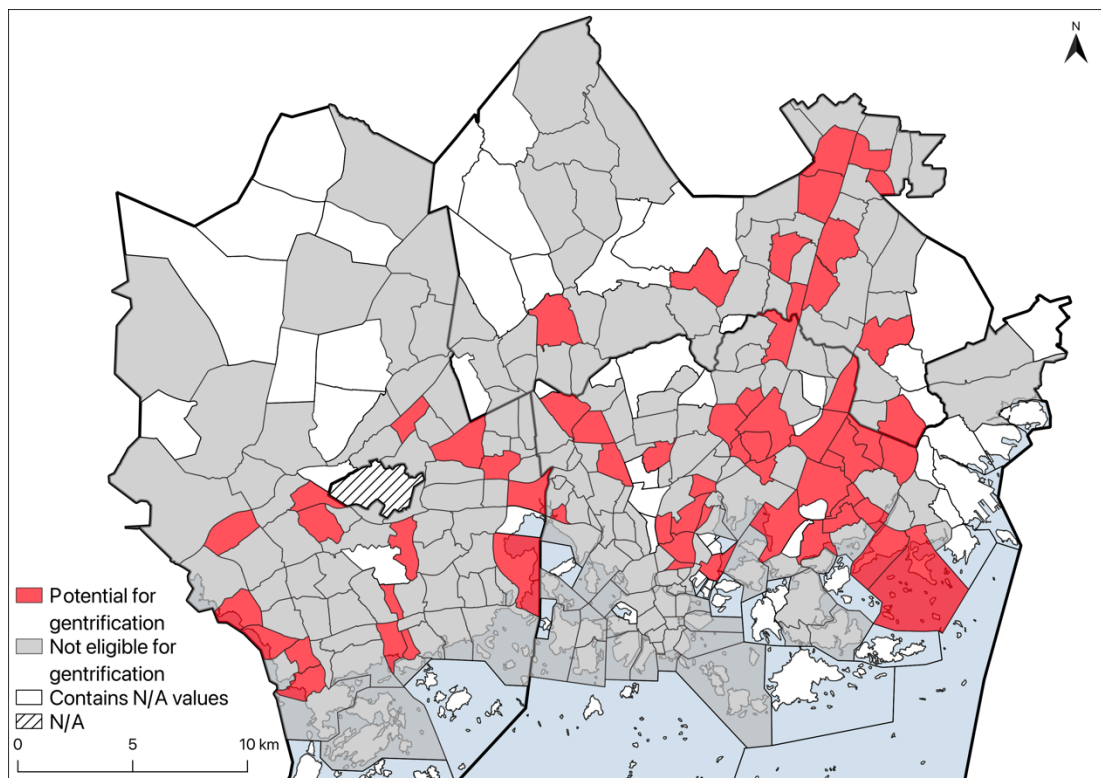 N
Potential for
gentrification
Not eligible for
gentrification
Contains N/A values
N/A
0 5 10 km